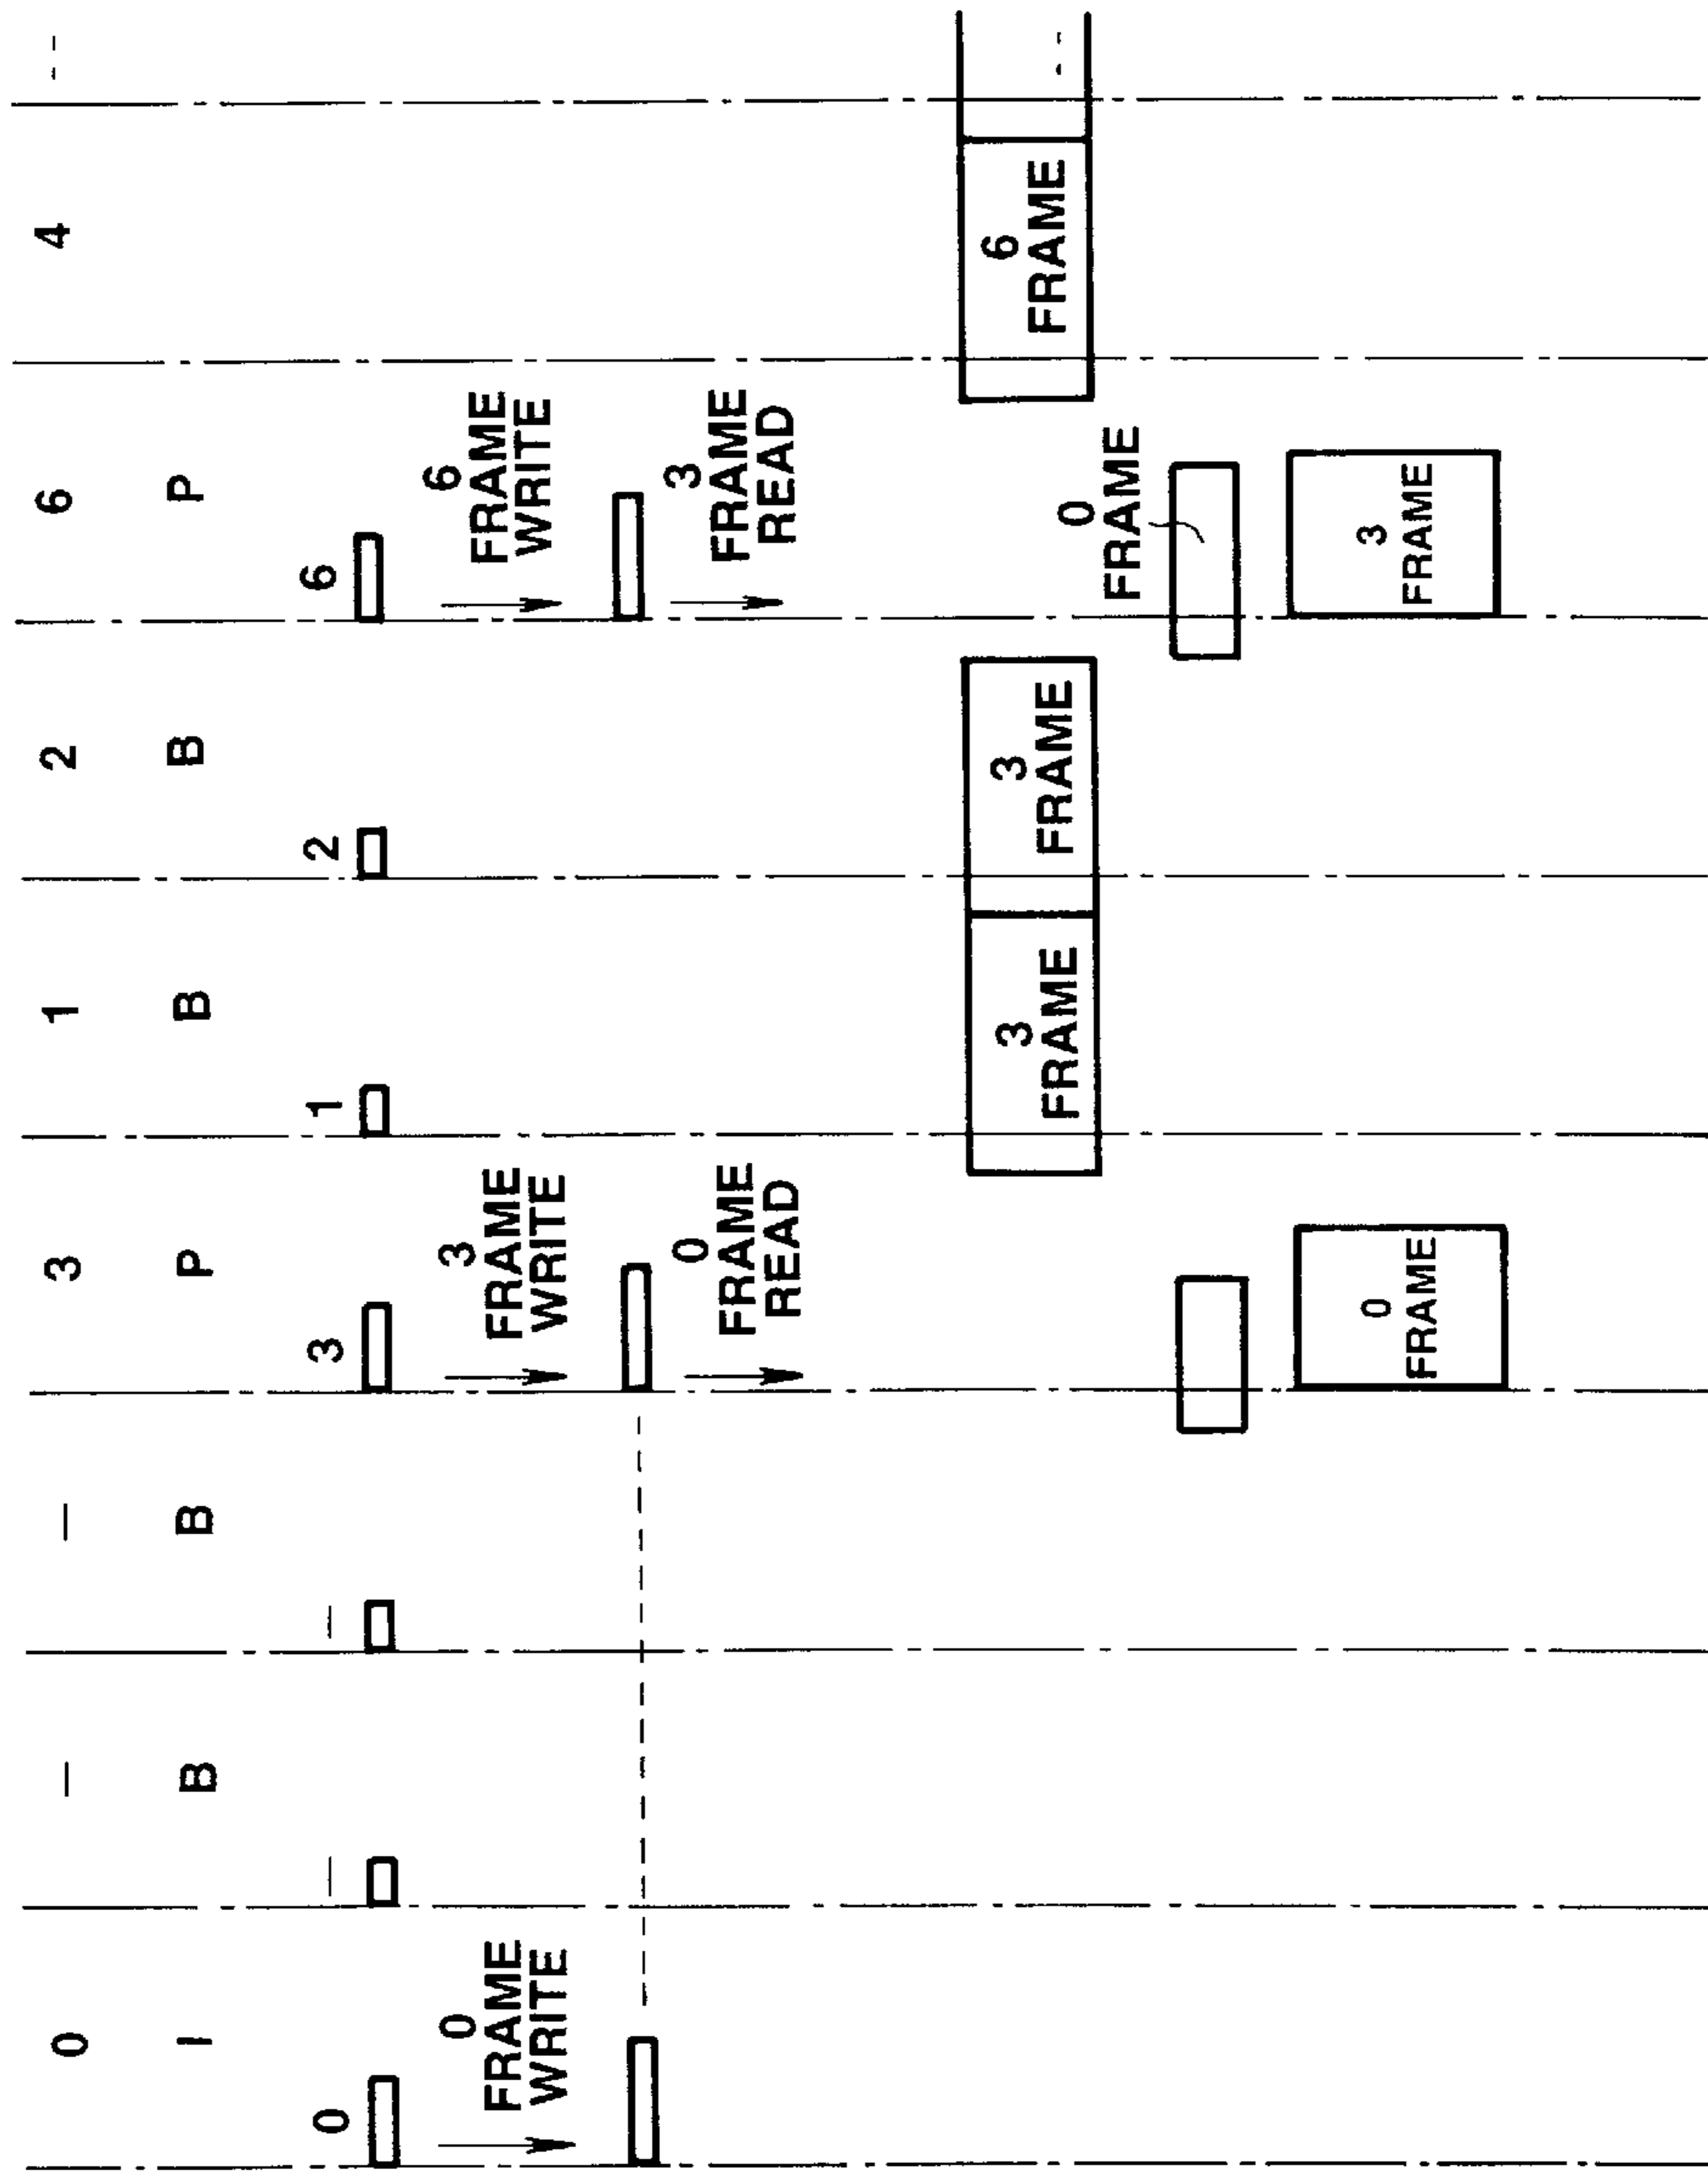 0 – – 3 1 2 6 4 - -
I B B P B B P
0 – – 3 1 2 6
0
FRAME
WRITE
3
FRAME
WRITE
6
FRAME
WRITE
0
FRAME
READ
3
FRAME
READ
3
FRAME
3
FRAME
6
FRAME
- -
0
FRAME
0
FRAME
3
FRAME